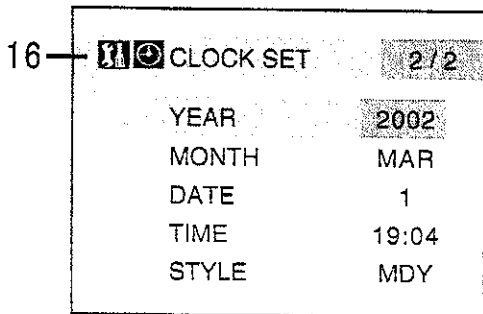 16 CLOCK SET 2/2
YEAR 2002
MONTH MAR
DATE 1
TIME 19:04
STYLE MDY